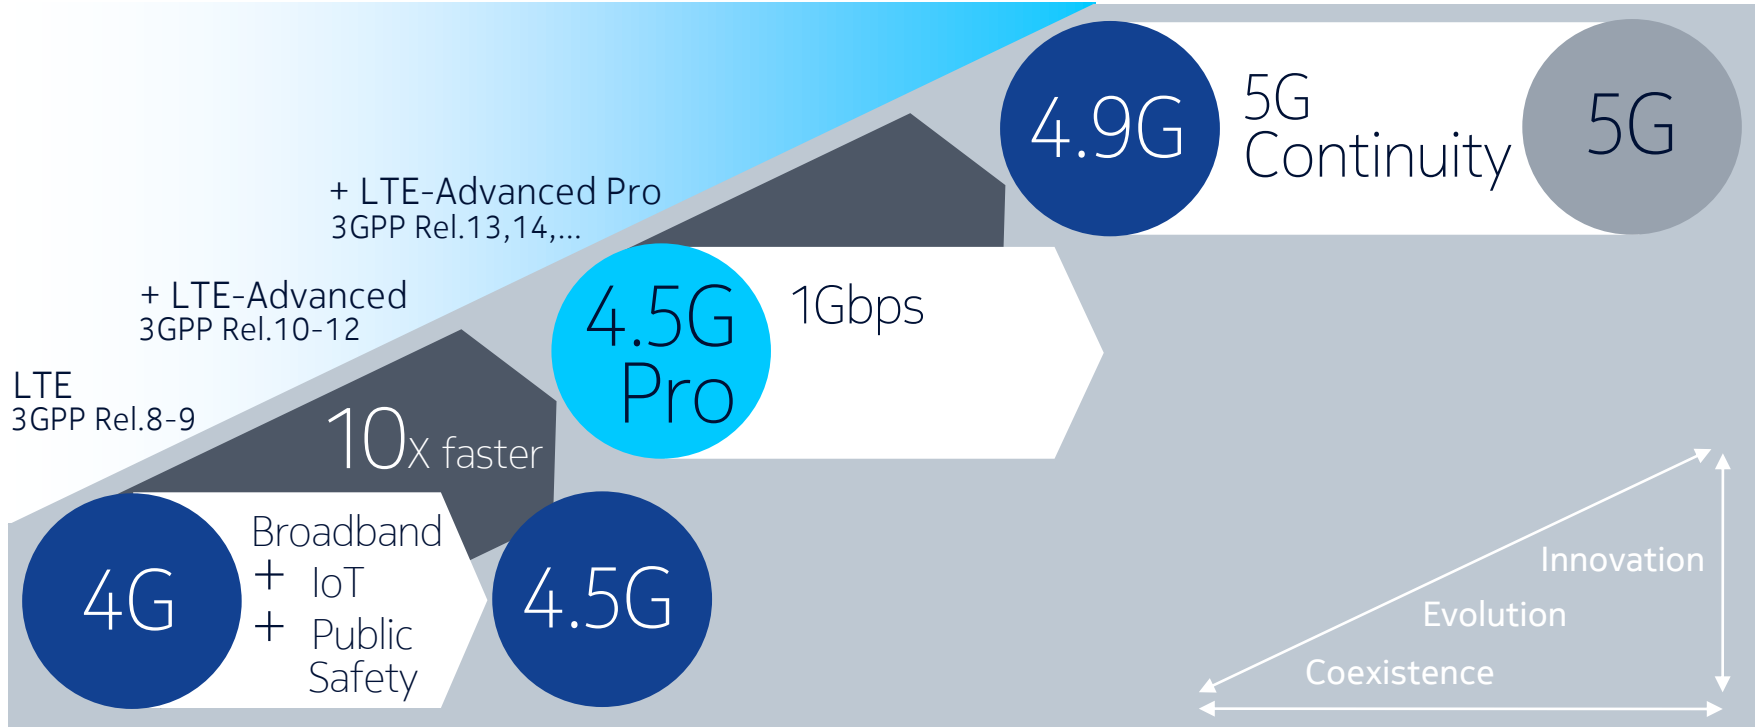 4.9G
5G
Continuity
5G
+ LTE-Advanced Pro
3GPP Rel.13,14,...
+ LTE-Advanced
3GPP Rel.10-12
4.5G
Pro
1Gbps
LTE
3GPP Rel.8-9
10x faster
4G
Broadband
+ IoT
+ Public
Safety
4.5G
Innovation
Evolution
Coexistence